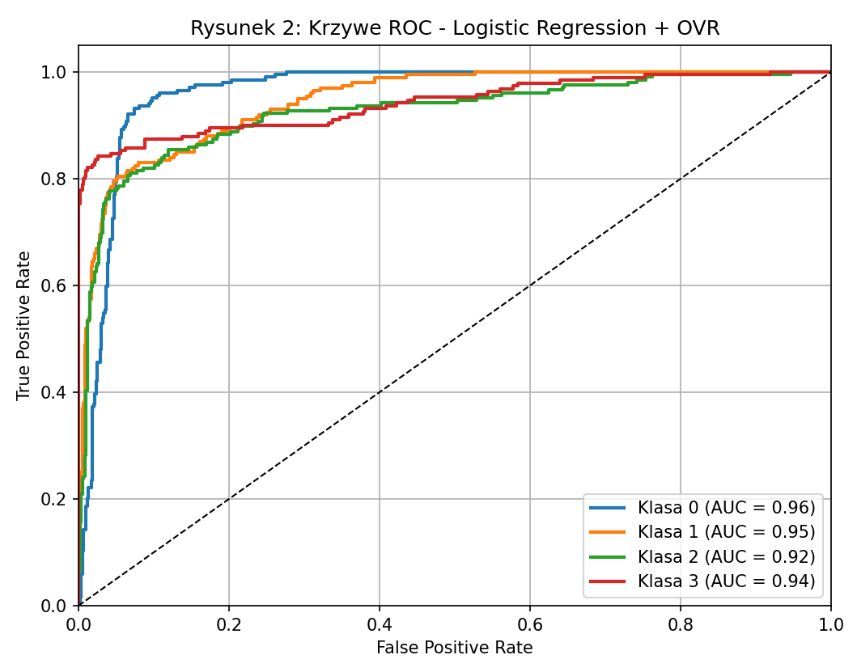 Rysunek 2: Krzywe ROC - Logistic Regression + OVR
True Positive Rate
1.0
0.8
0.6
0.4
0.2
0.0
0.0 0.2 0.4 0.6 0.8 1.0
False Positive Rate
Klasa 0 (AUC = 0.96)
Klasa 1 (AUC = 0.95)
Klasa 2 (AUC = 0.92)
Klasa 3 (AUC = 0.94)